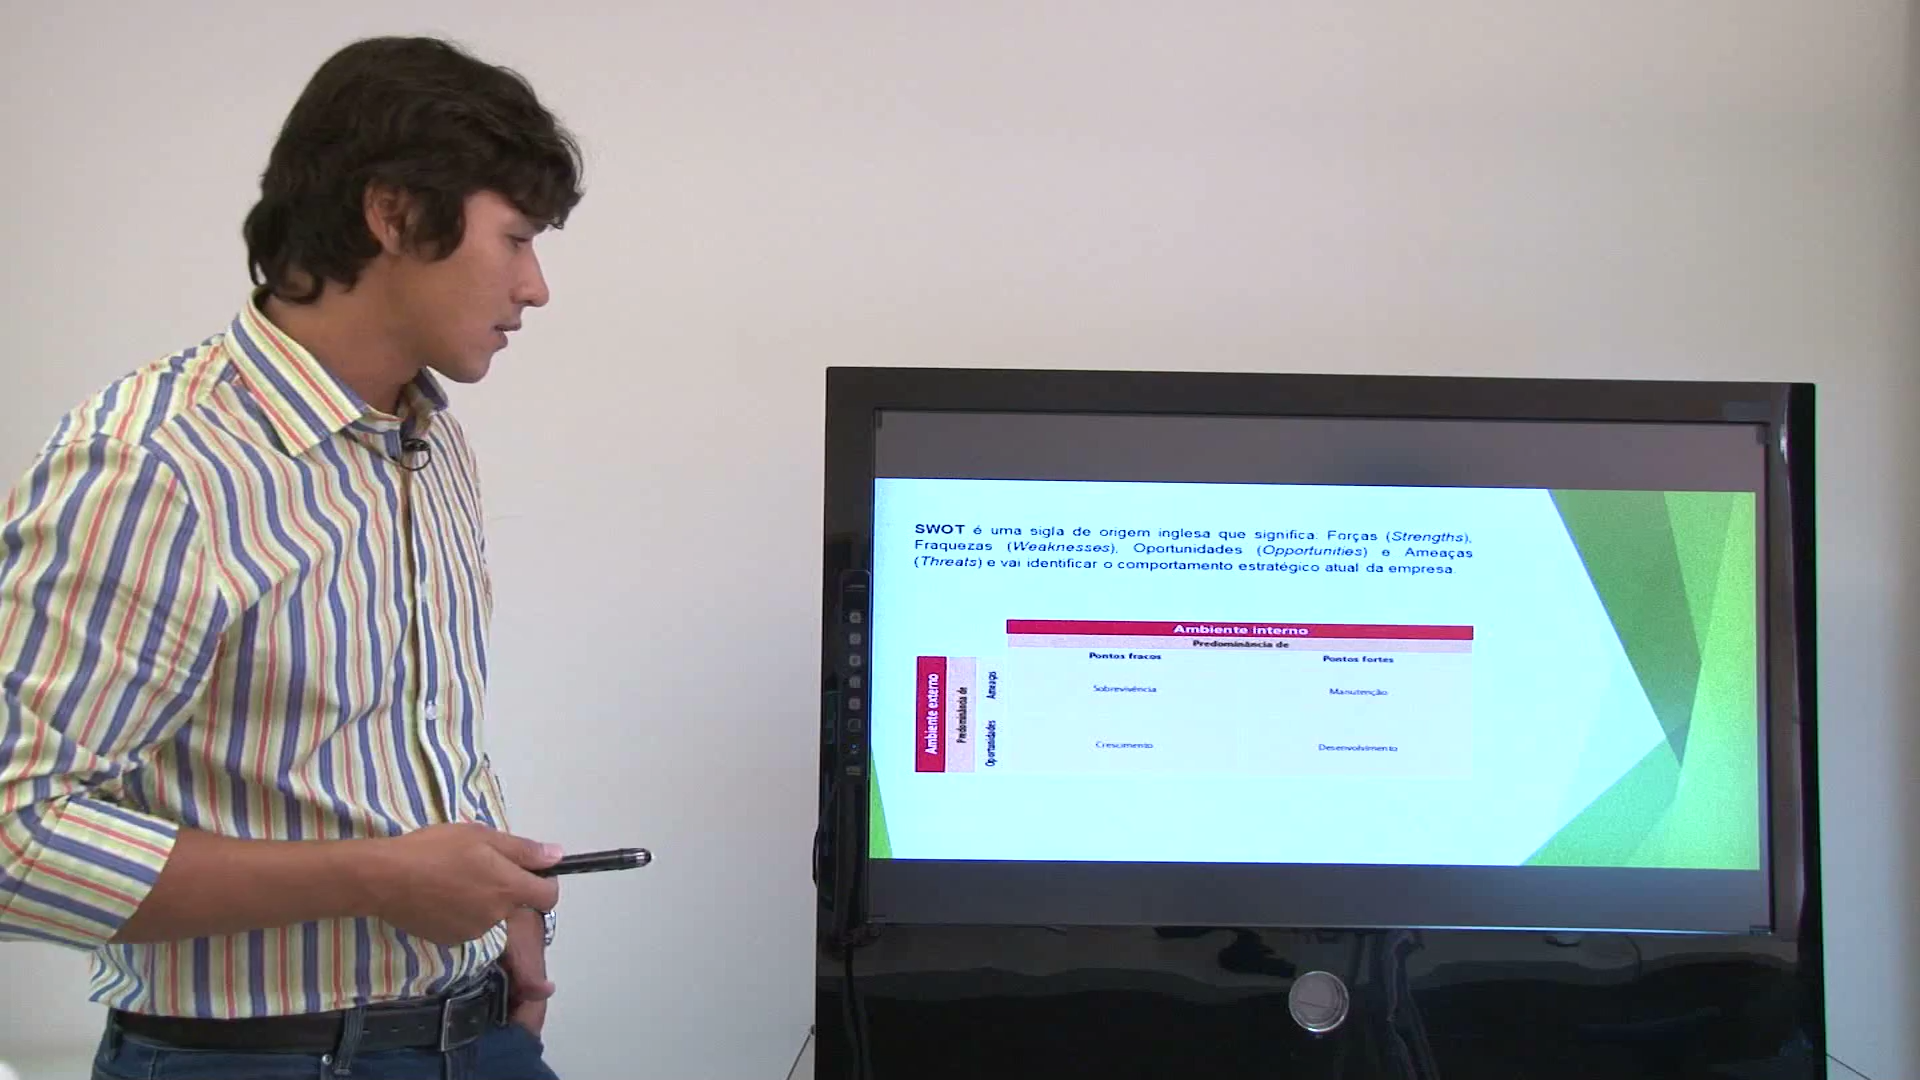 SWOT é uma sigla de origem inglesa que significa: Forças (Strengths),
Fraquezas (Weaknesses), Oportunidades (Opportunities) e Ameaças
(Threats) e vai identificar o comportamento estratégico atual da empresa.
Ambiente interno
Predominância de
Pontos fracos Pontos fortes
Ambiente externo
Predominância de
Ameaças
Sobrevivência Manutenção
Oportunidades
Crescimento Desenvolvimento